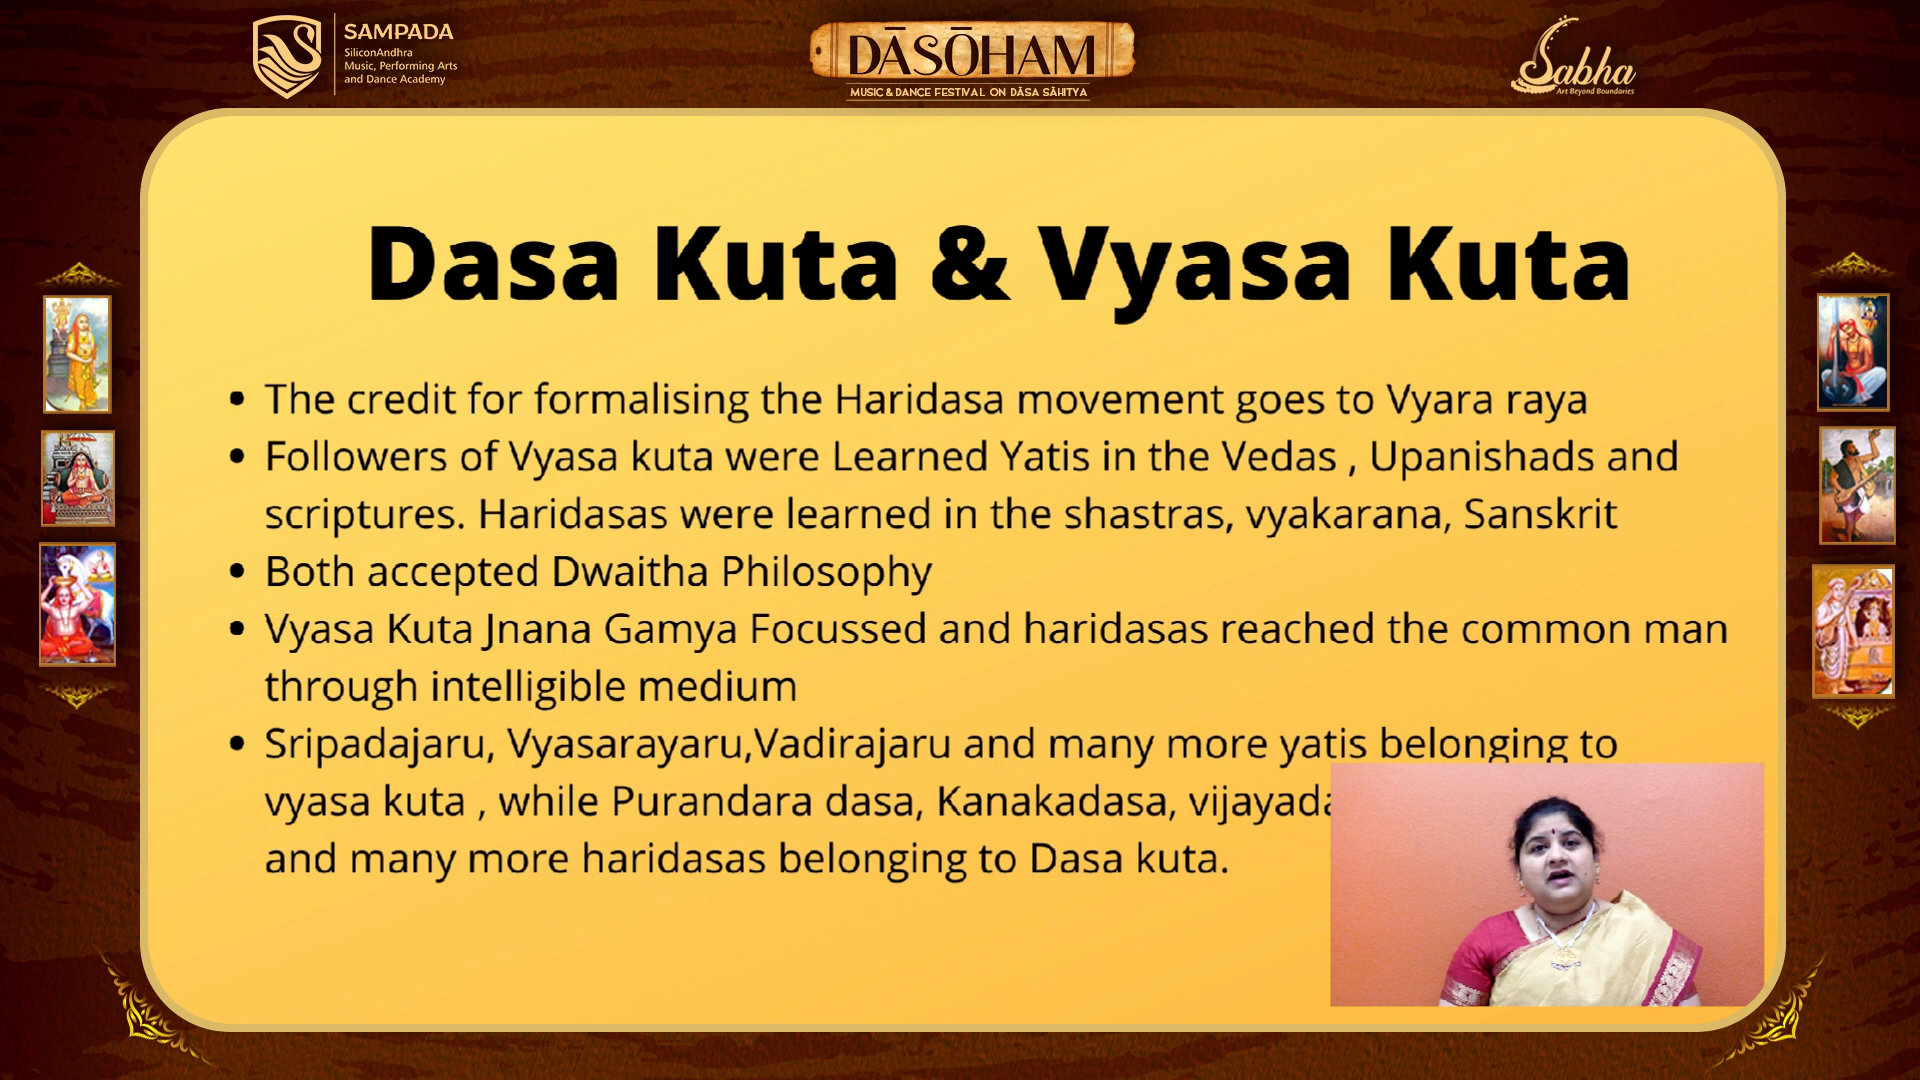 SAMPADA
SiliconAndhra
Music, Performing Arts
and Dance Academy
DĀSŌHAM
MUSIC & DANCE FESTIVAL ON DĀSA SĀHITYA
Sabha
Art Beyond Boundaries
Dasa Kuta & Vyasa Kuta
• The credit for formalising the Haridasa movement goes to Vyara raya
• Followers of Vyasa kuta were Learned Yatis in the Vedas , Upanishads and
scriptures. Haridasas were learned in the shastras, vyakarana, Sanskrit
• Both accepted Dwaitha Philosophy
• Vyasa Kuta Jnana Gamya Focussed and haridasas reached the common man
through intelligible medium
• Sripadajaru, Vyasarayaru,Vadirajaru and many more yatis belonging to
vyasa kuta , while Purandara dasa, Kanakadasa,
and many more haridasas belonging to Dasa kuta.